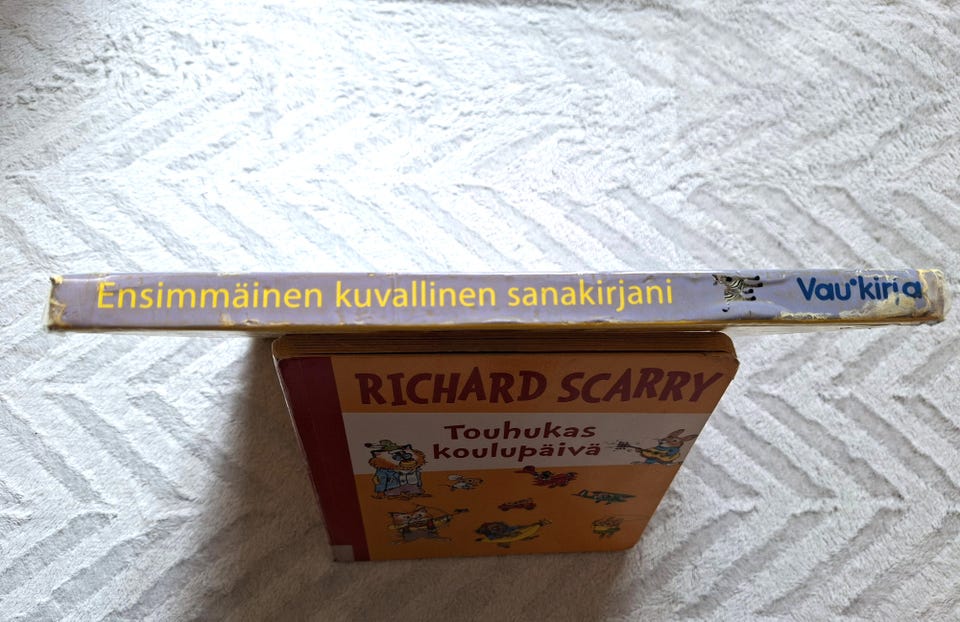 Ensimmäinen kuvallinen sanakirjani Vau•kirja
RICHARD SCARRY
Touhukas
koulupäivä